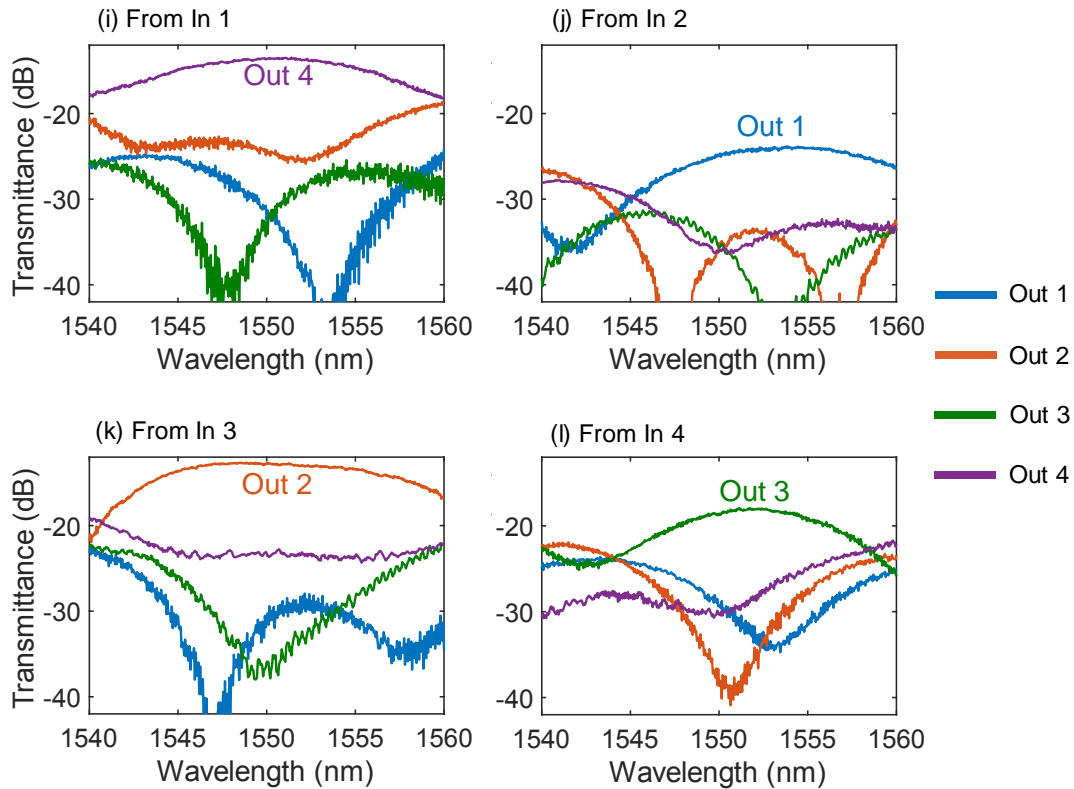 (i) From In 1
(j) From In 2
Transmittance (dB)
-20
-30
-40
Out 4
1540 1545 1550 1555 1560
Wavelength (nm)
-20
-30
-40
Out 1
1540 1545 1550 1555 1560
Wavelength (nm)
Out 1
Out 2
Out 3
Out 4
(k) From In 3
(l) From In 4
Transmittance (dB)
-20
-30
-40
Out 2
1540 1545 1550 1555 1560
Wavelength (nm)
-20
-30
-40
Out 3
1540 1545 1550 1555 1560
Wavelength (nm)